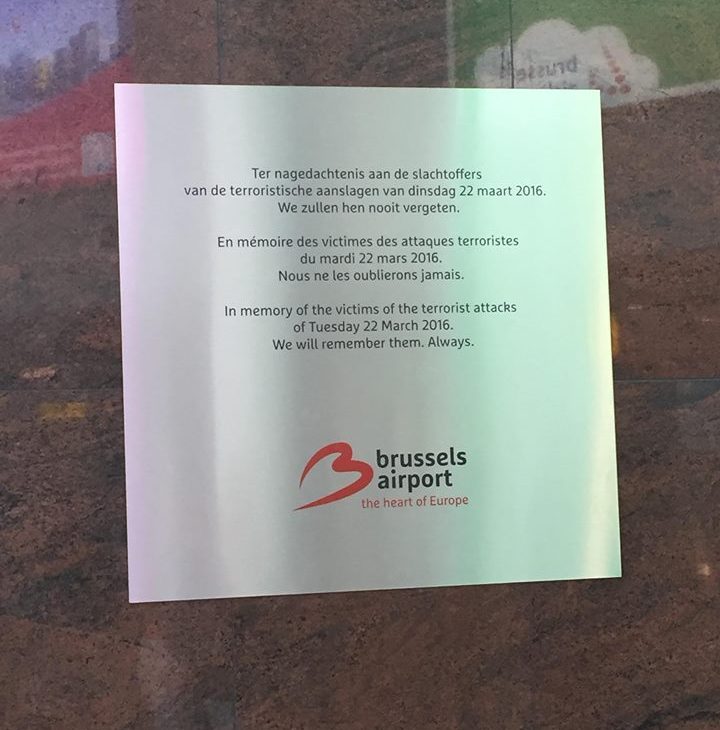 Ter nagedachtenis aan de slachtoffers
van de terroristische aanslagen van dinsdag 22 maart 2016.
We zullen hen nooit vergeten.
En mémoire des victimes des attaques terroristes
du mardi 22 mars 2016.
Nous ne les oublierons jamais.
In memory of the victims of the terrorist attacks
of Tuesday 22 March 2016.
We will remember them. Always.
brussels
airport
the heart of Europe